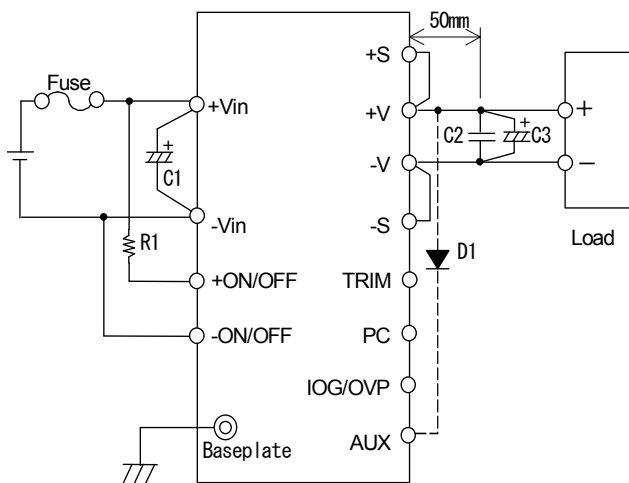 50mm
+S
Fuse
+Vin
+V
+
C2
+
C3
+
+
C1
-V
−
-Vin
-S
Load
R1
D1
+ON/OFF
TRIM
-ON/OFF
PC
IOG/OVP
Baseplate
AUX